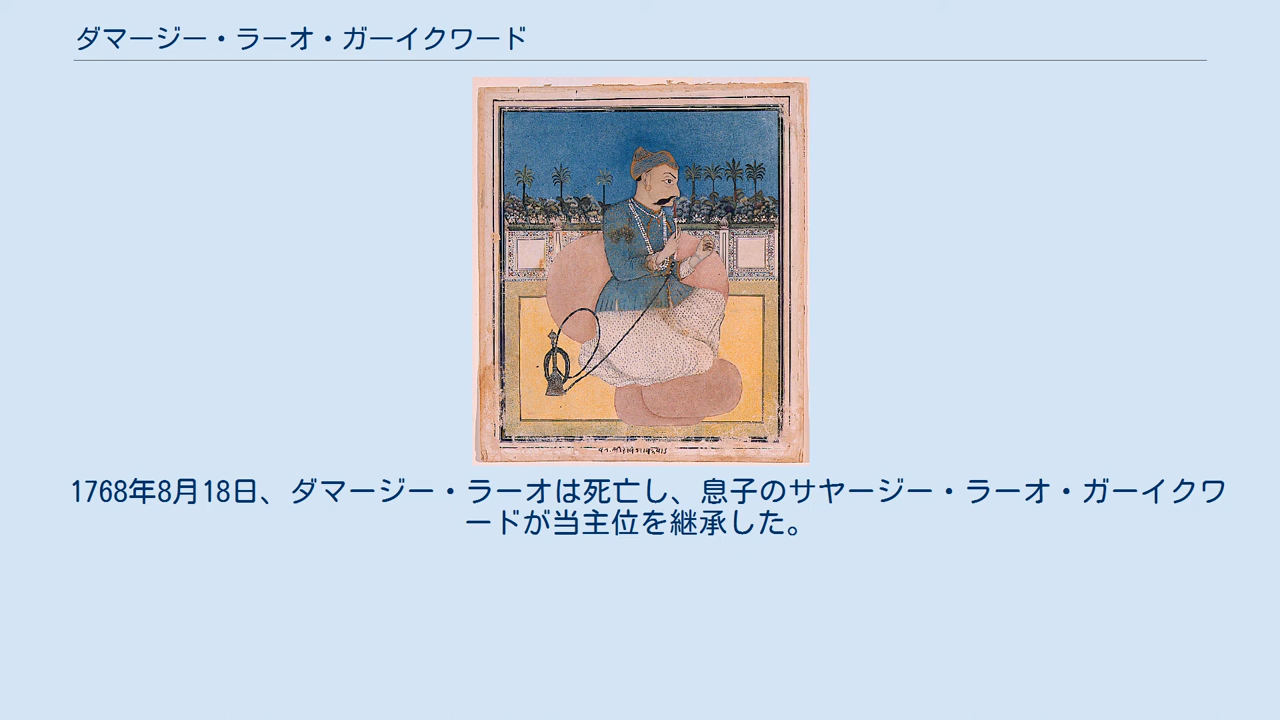 ダマージー・ラーオ・ガーイクワード
1768年8月18日、ダマージー・ラーオは死亡し、息子のサヤージー・ラーオ・ガーイクワ
ードが当主位を継承した。